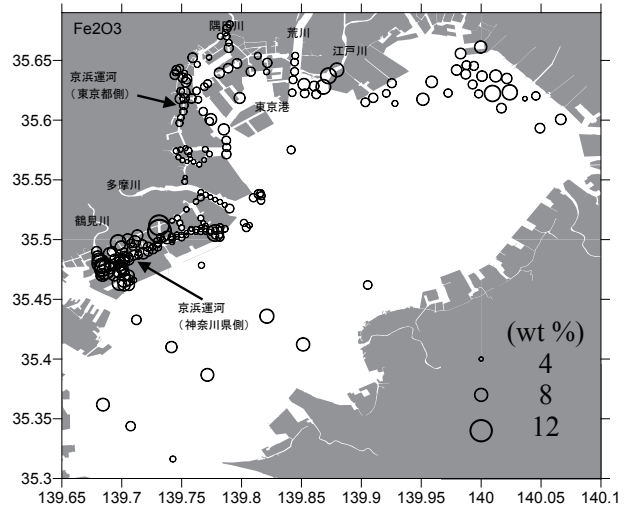 Fe2O3
隅田川
荒川
江戸川
京浜運河
（東京都側）
東京港
多摩川
鶴見川
京浜運河
（神奈川県側）
(wt %)
4
8
12
35.65
35.6
35.55
35.5
35.45
35.4
35.35
35.3
139.65 139.7 139.75 139.8 139.85 139.9 139.95 140 140.05 140.1